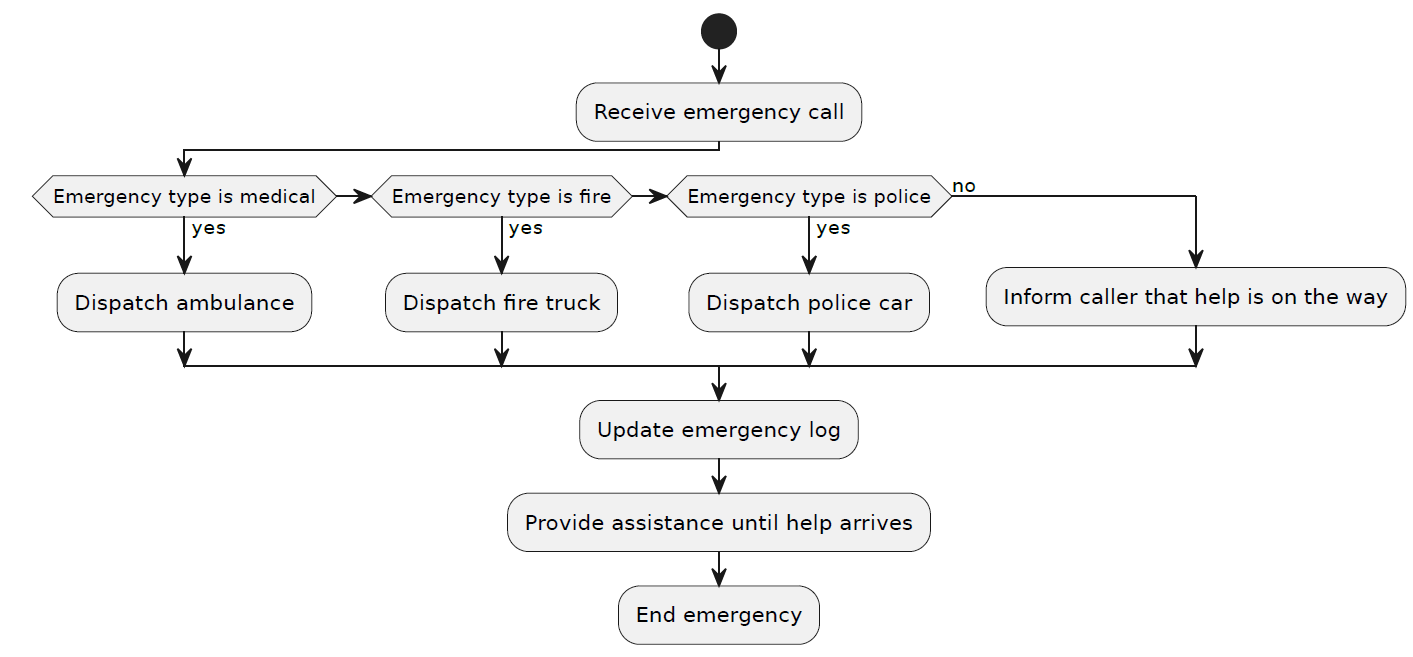 Receive emergency call
Emergency type is medical
Emergency type is fire
Emergency type is police
no
yes
yes
yes
Dispatch ambulance
Dispatch fire truck
Dispatch police car
Inform caller that help is on the way
Update emergency log
Provide assistance until help arrives
End emergency